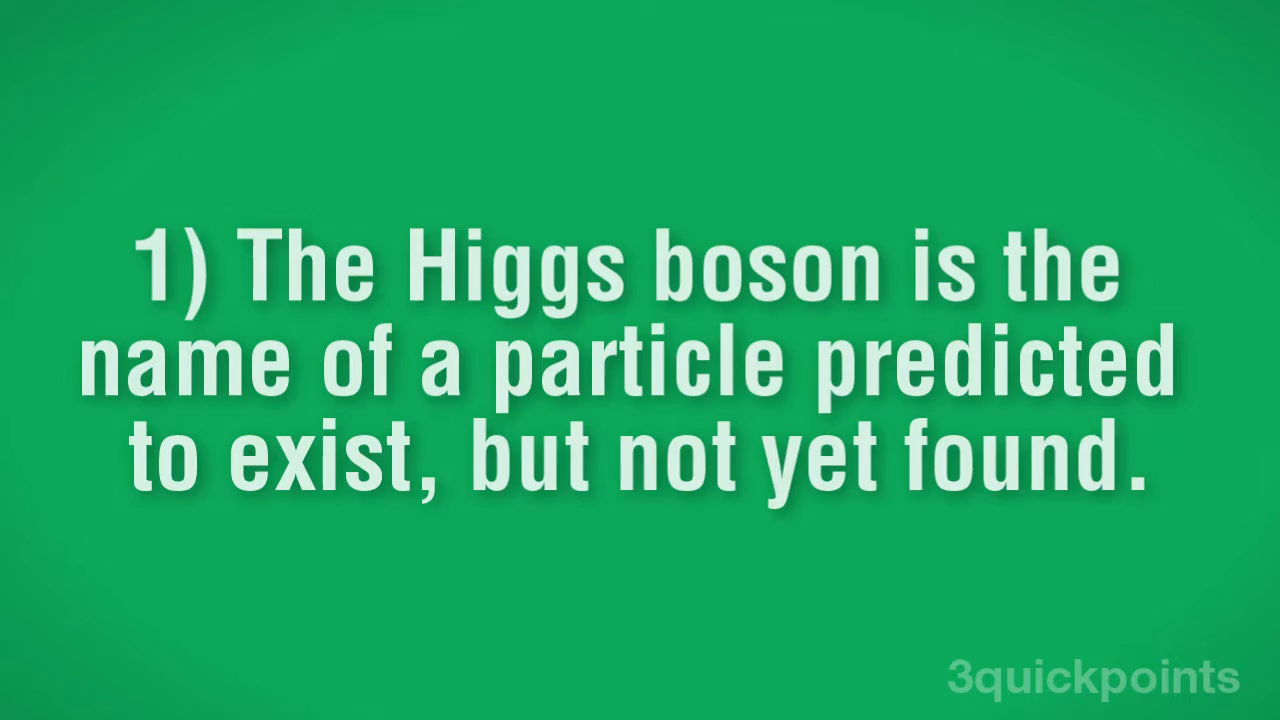 1) The Higgs boson is the
name of a particle predicted
to exist, but not yet found.
3quickpoints